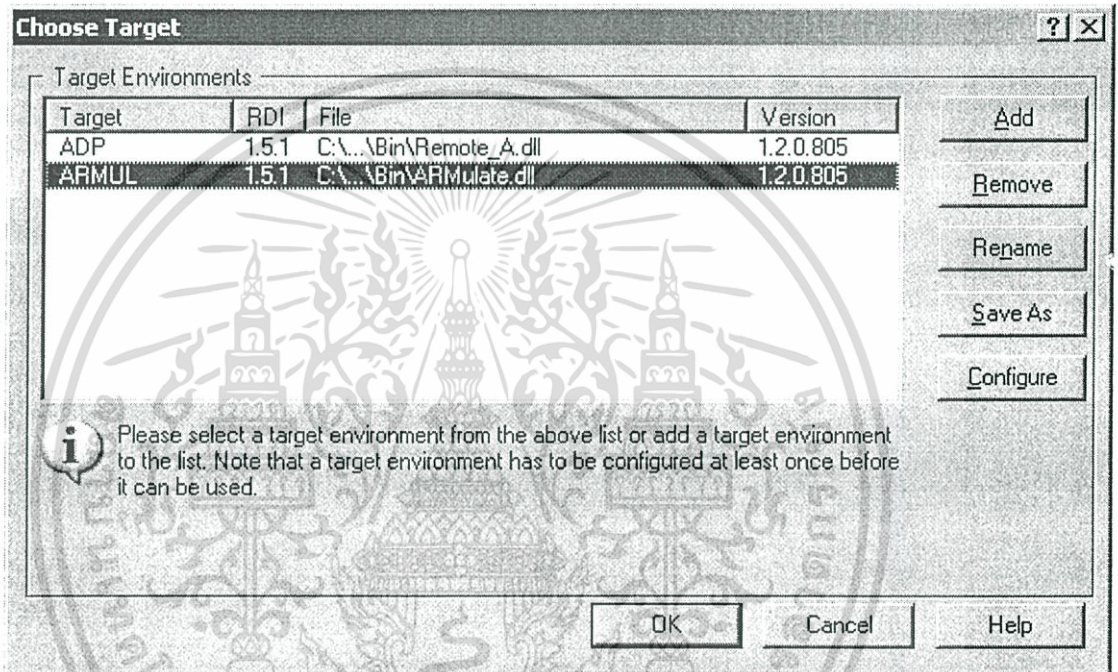 Choose Target
Target Environments
Target RDI File Version
ADP 1.5.1 C:\...\Bin\Remote_A.dll 1.2.0.805
ARMUL 1.5.1 C:\...\Bin\ARMulate.dll 1.2.0.805
Add
Remove
Rename
Save As
Configure
Please select a target environment from the above list or add a target environment
to the list. Note that a target environment has to be configured at least once before
it can be used.
OK Cancel Help